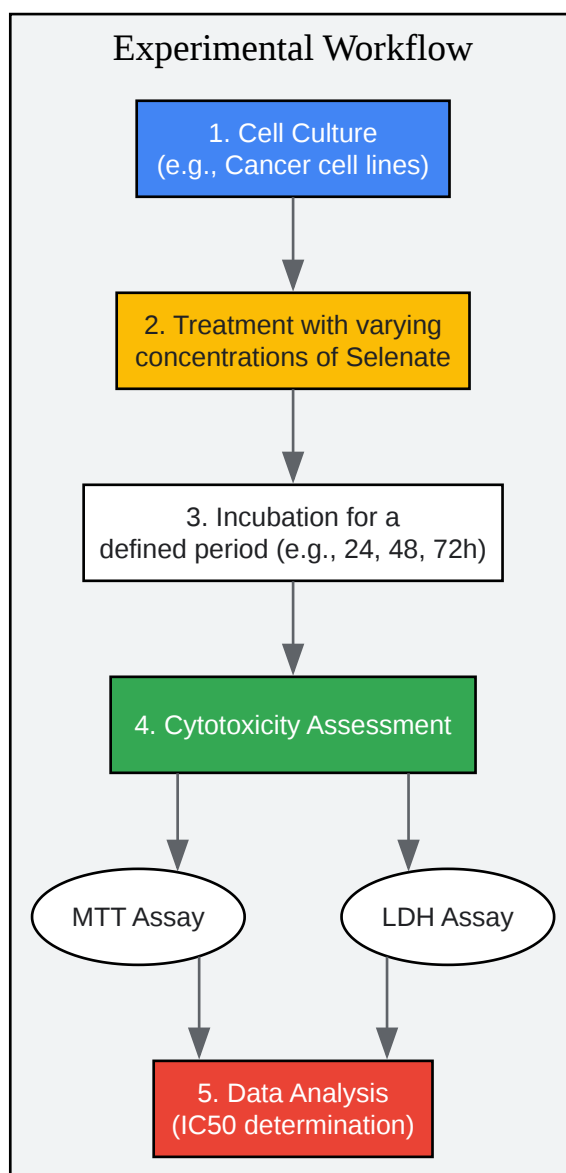 Experimental Workflow
1. Cell Culture
(e.g., Cancer cell lines)
2. Treatment with varying
concentrations of Selenate
3. Incubation for a
defined period (e.g., 24, 48, 72h)
4. Cytotoxicity Assessment
MTT Assay
LDH Assay
5. Data Analysis
(IC50 determination)